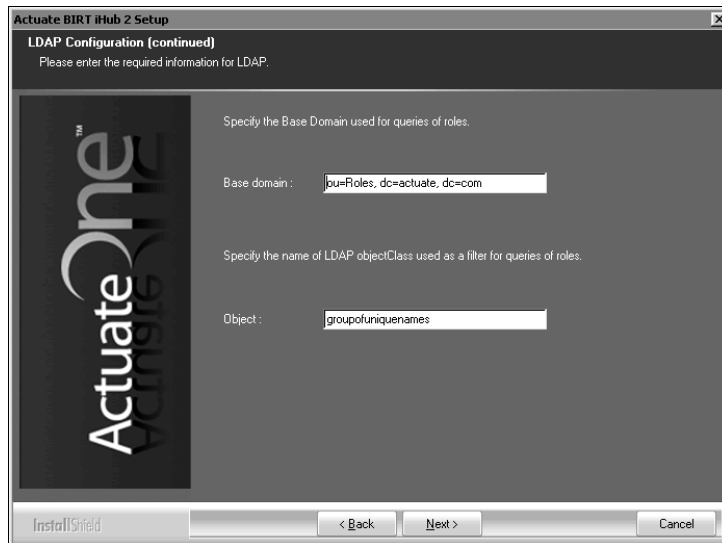 Actuate BIRT iHub 2 Setup
LDAP Configuration (continued)
Please enter the required information for LDAP.
ActuateOne™
Specify the Base Domain used for queries of roles.
Base domain :
ou=Roles, dc=actuate, dc=com
Specify the name of LDAP objectClass used as a filter for queries of roles.
Object :
groupofuniquenames
InstallShield
< Back
Next >
Cancel